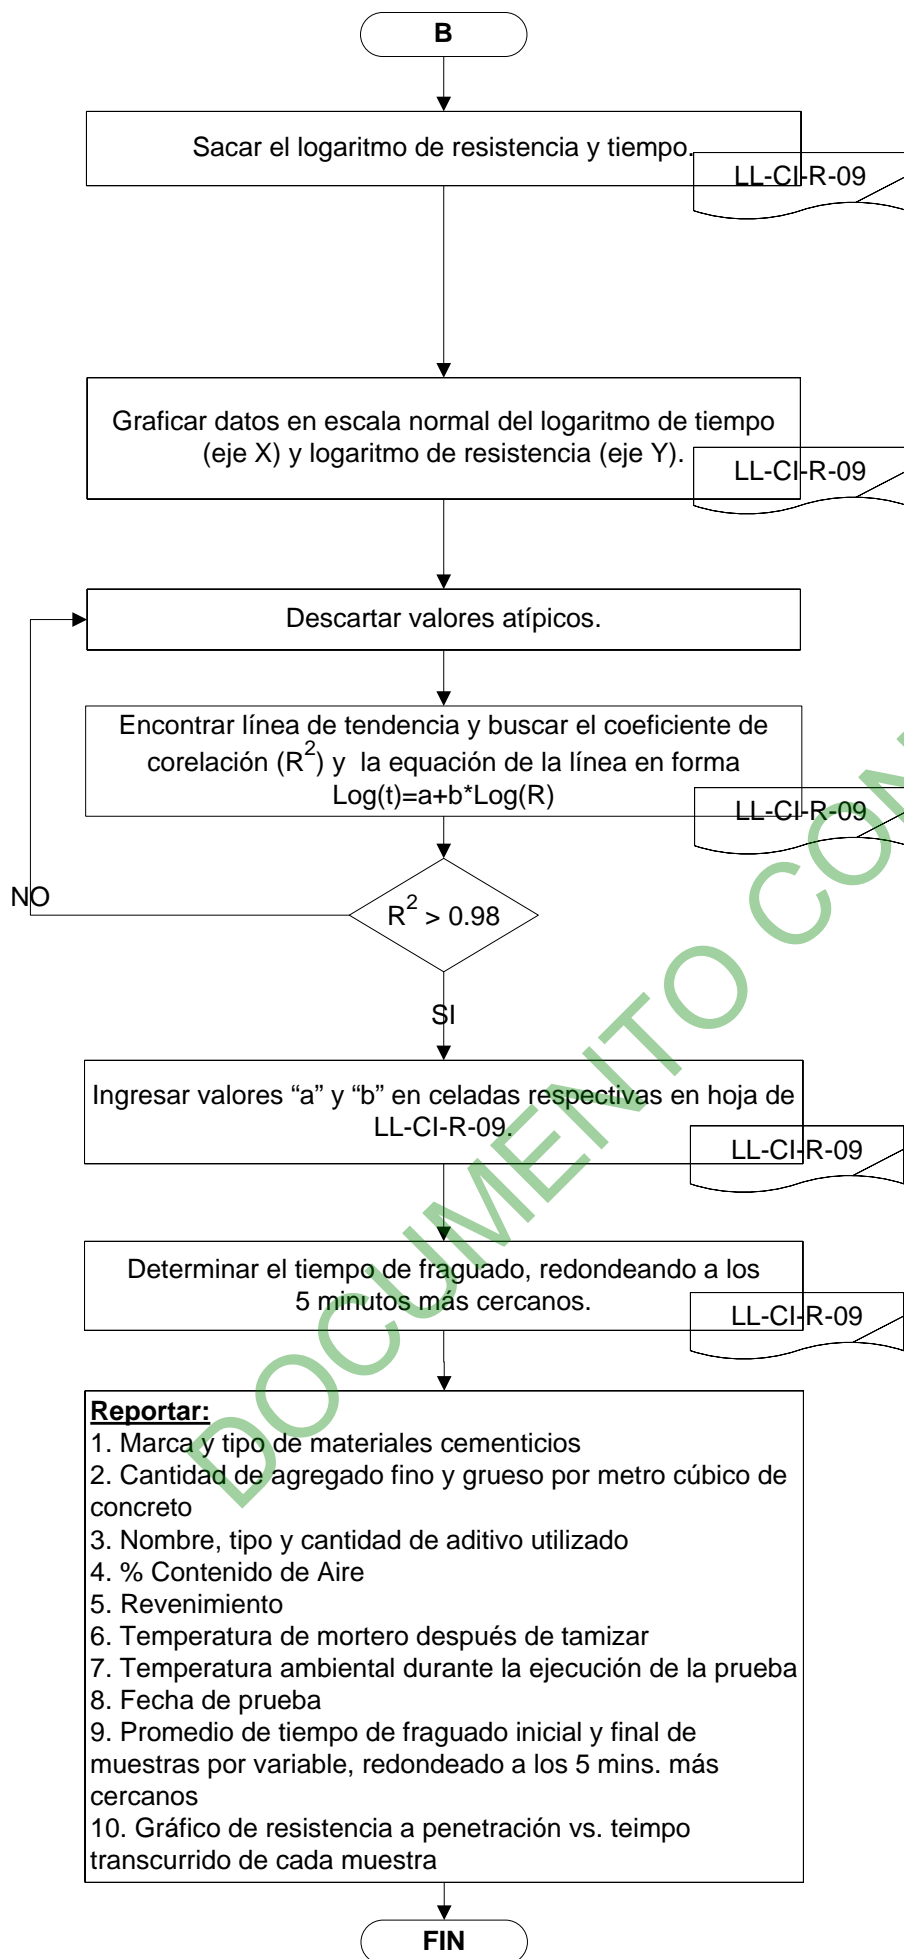 B
Sacar el logaritmo de resistencia y tiempo.
LL-CI-R-09
Graficar datos en escala normal del logaritmo de tiempo
(eje X) y logaritmo de resistencia (eje Y).
LL-CI-R-09
Descartar valores atípicos.
Encontrar línea de tendencia y buscar el coeficiente de
corelación (R²) y la equación de la línea en forma
Log(t)=a+b*Log(R)
LL-CI-R-09
NO
R² > 0.98
SI
Ingresar valores “a” y “b” en celadas respectivas en hoja de
LL-CI-R-09.
LL-CI-R-09
Determinar el tiempo de fraguado, redondeando a los
5 minutos más cercanos.
LL-CI-R-09
Reportar:
1. Marca y tipo de materiales cementicios
2. Cantidad de agregado fino y grueso por metro cúbico de
concreto
3. Nombre, tipo y cantidad de aditivo utilizado
4. % Contenido de Aire
5. Revenimiento
6. Temperatura de mortero después de tamizar
7. Temperatura ambiental durante la ejecución de la prueba
8. Fecha de prueba
9. Promedio de tiempo de fraguado inicial y final de
muestras por variable, redondeado a los 5 mins. más
cercanos
10. Gráfico de resistencia a penetración vs. teimpo
transcurrido de cada muestra
FIN
DOCUMENTO CON